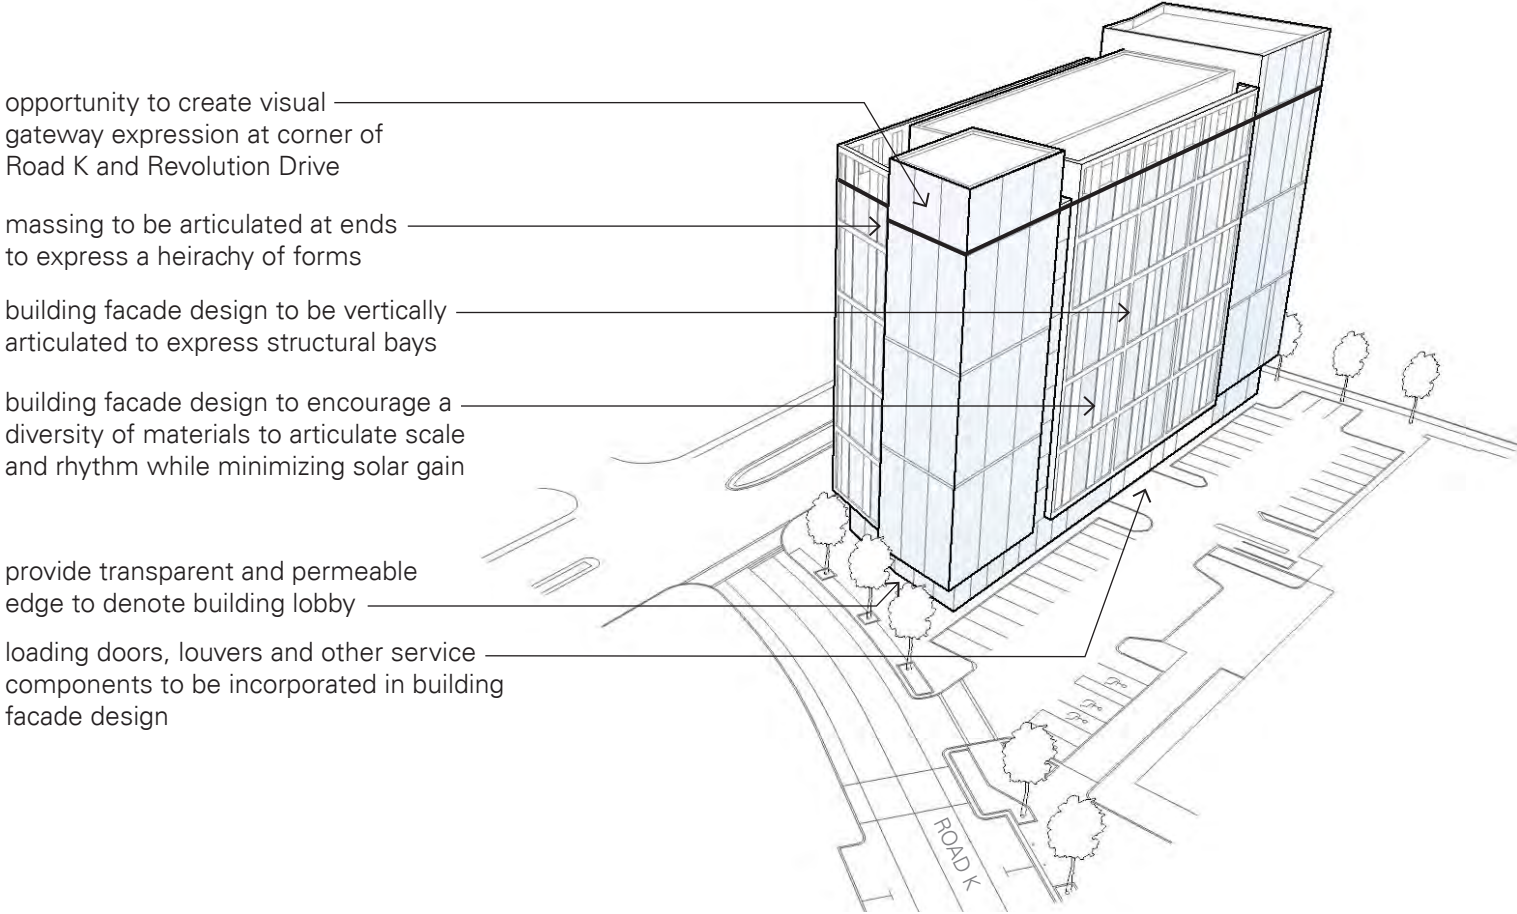 opportunity to create visual
gateway expression at corner of
Road K and Revolution Drive
massing to be articulated at ends
to express a heirachy of forms
building facade design to be vertically
articulated to express structural bays
building facade design to encourage a
diversity of materials to articulate scale
and rhythm while minimizing solar gain
provide transparent and permeable
edge to denote building lobby
loading doors, louvers and other service
components to be incorporated in building
facade design
ROAD K